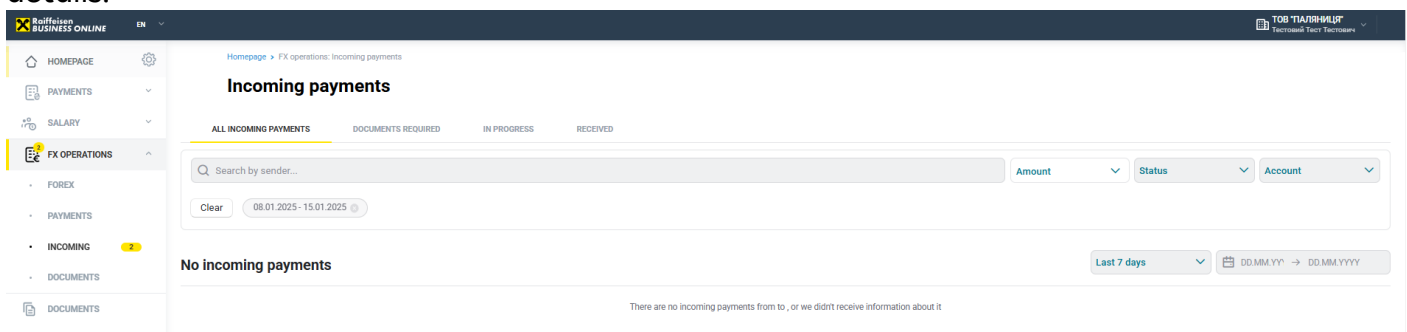 details.
Raiffeisen
BUSINESS ONLINE
EN
ТОВ "ПАЛЯНИЦЯ"
Тестовий Тест Тестович
HOMEPAGE
PAYMENTS
SALARY
2
FX OPERATIONS
FOREX
PAYMENTS
INCOMING 2
DOCUMENTS
DOCUMENTS
Homepage > FX operations: Incoming payments
Incoming payments
ALL INCOMING PAYMENTS DOCUMENTS REQUIRED IN PROGRESS RECEIVED
Search by sender... Amount Status Account
Clear 08.01.2025 - 15.01.2025
No incoming payments Last 7 days DD.MM.YY → DD.MM.YYYY
There are no incoming payments from to , or we didn't receive information about it